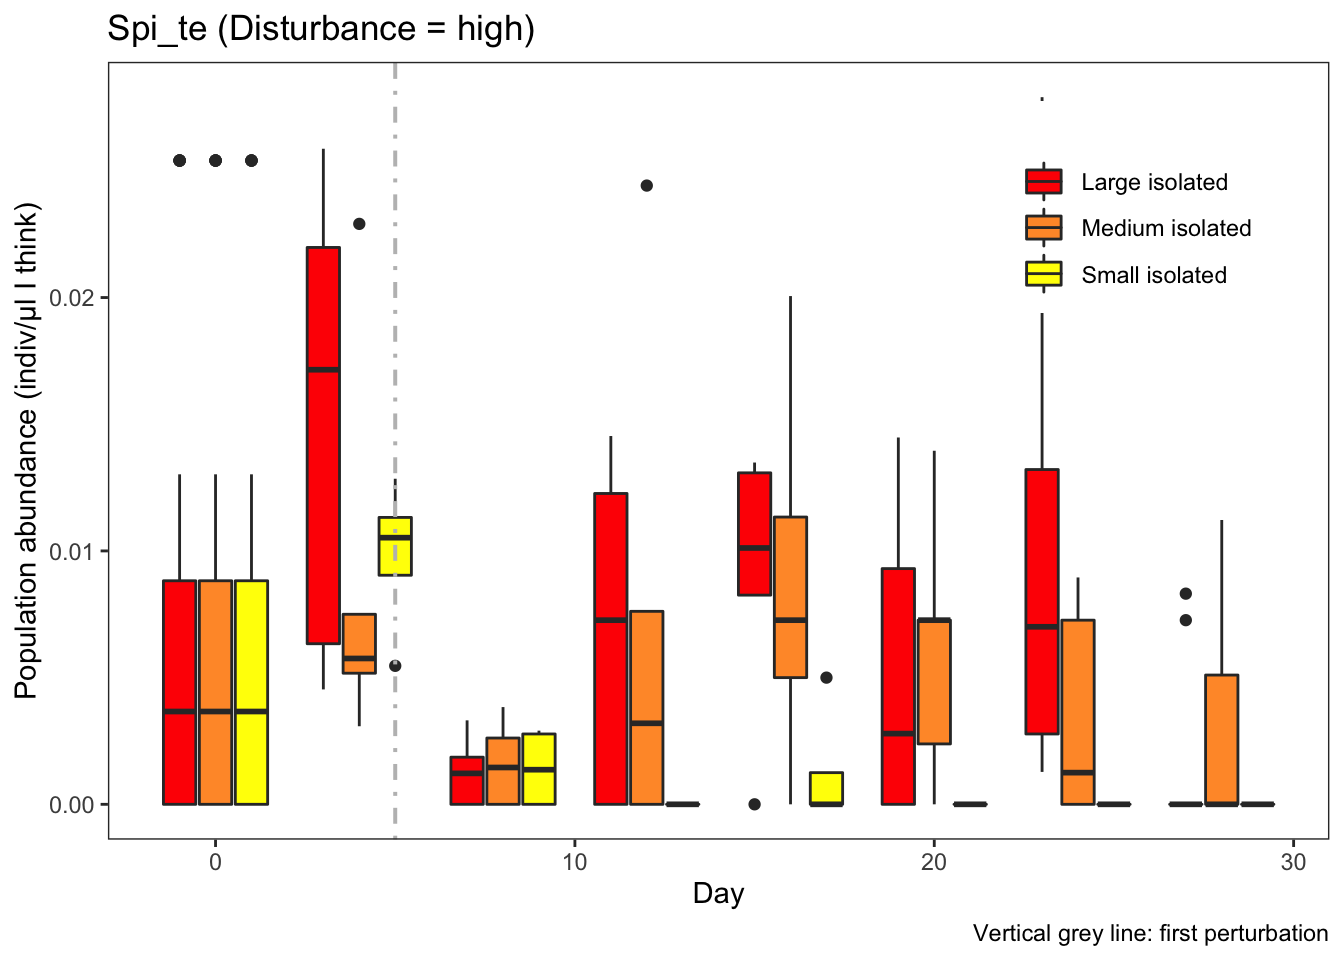 Spi_te (Disturbance = high)
Population abundance (indiv/μl I think)
0.02
0.01
0.00
Large isolated
Medium isolated
Small isolated
0
10
20
30
Day
Vertical grey line: first perturbation